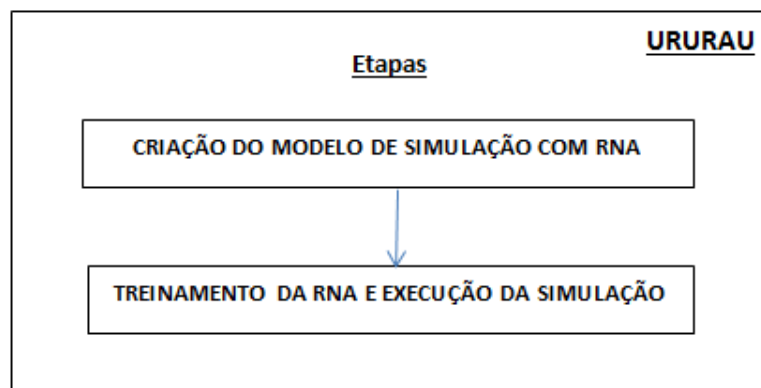 URURAU
Etapas
CRIAÇÃO DO MODELO DE SIMULAÇÃO COM RNA
TREINAMENTO DA RNA E EXECUÇÃO DA SIMULAÇÃO